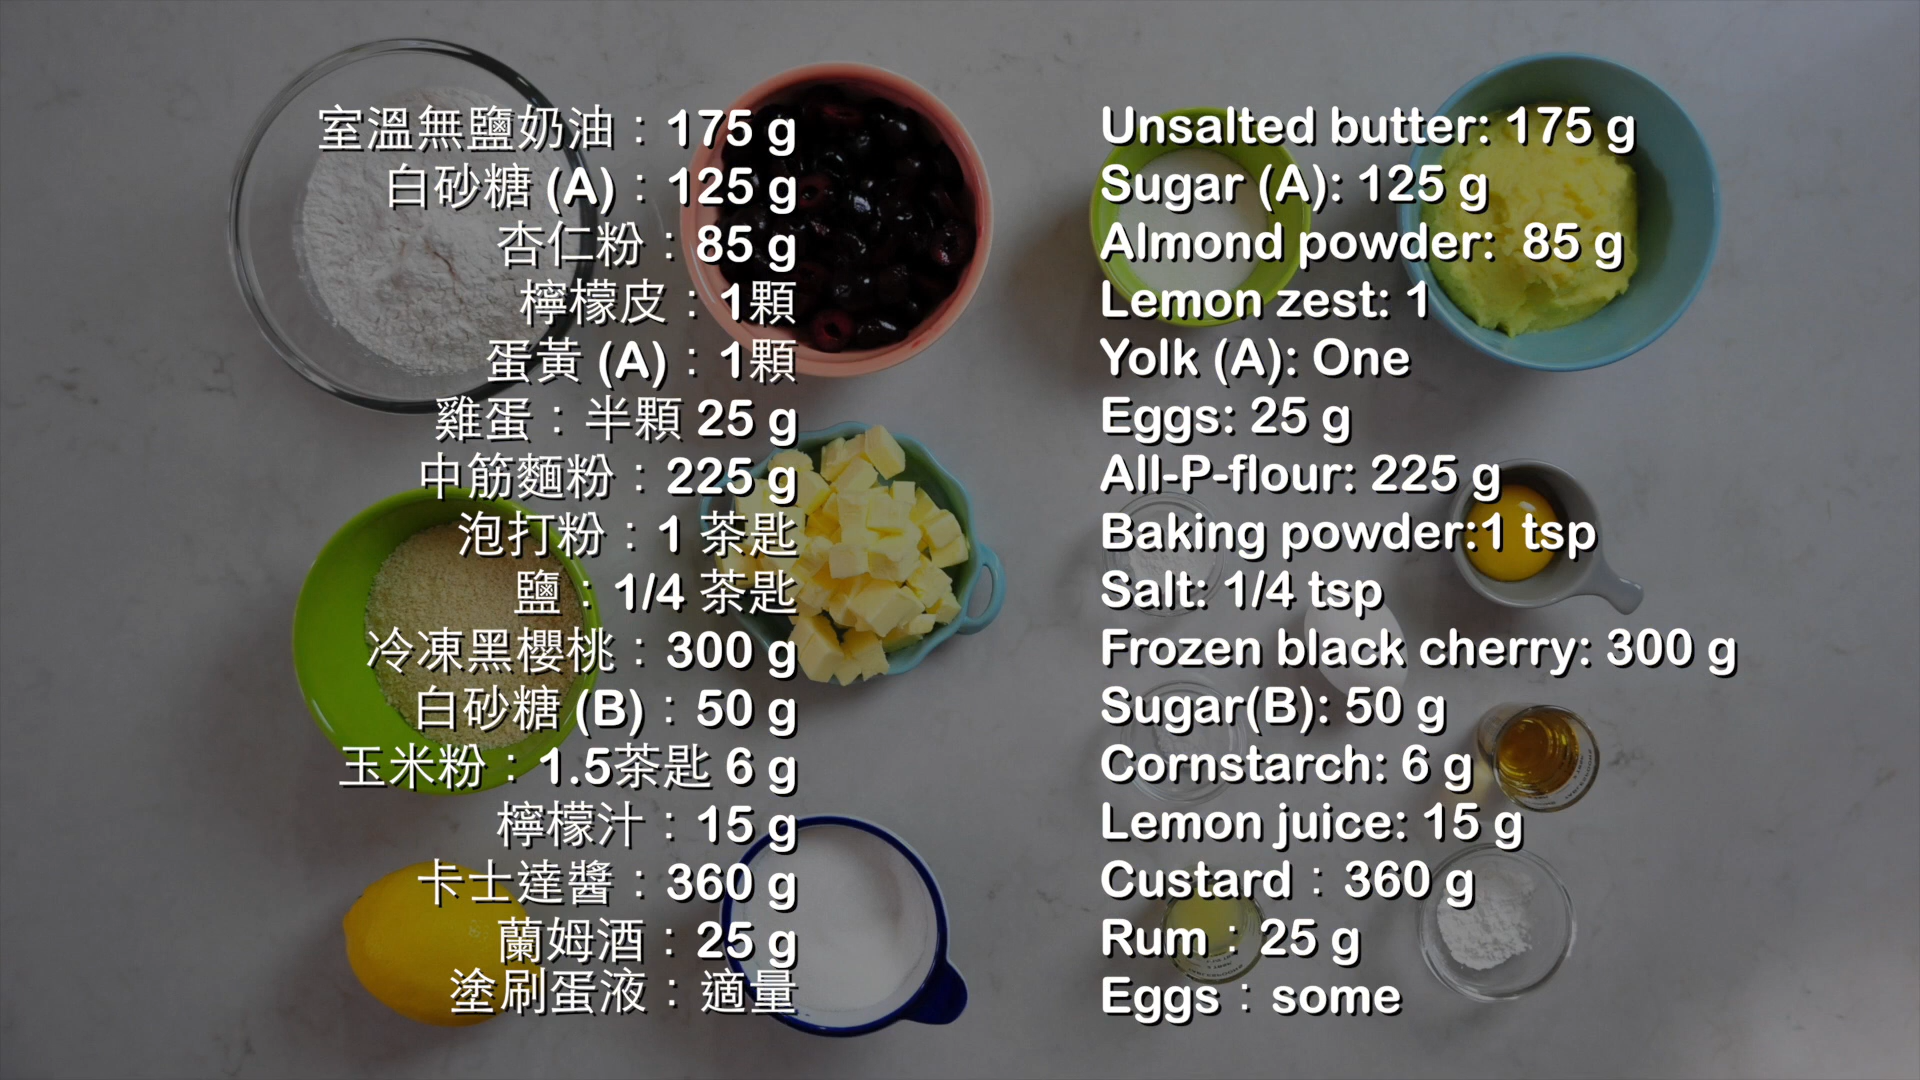 室溫無鹽奶油：175 g
白砂糖 (A)：125 g
杏仁粉：85 g
檸檬皮：1顆
蛋黃 (A)：1顆
雞蛋：半顆 25 g
中筋麵粉：225 g
泡打粉：1 茶匙
鹽：1/4 茶匙
冷凍黑櫻桃：300 g
白砂糖 (B)：50 g
玉米粉：1.5茶匙 6 g
檸檬汁：15 g
卡士達醬：360 g
蘭姆酒：25 g
塗刷蛋液：適量
Unsalted butter: 175 g
Sugar (A): 125 g
Almond powder:  85 g
Lemon zest: 1
Yolk (A): One
Eggs: 25 g
All-P-flour: 225 g
Baking powder:1 tsp
Salt: 1/4 tsp
Frozen black cherry: 300 g
Sugar(B): 50 g
Cornstarch: 6 g
Lemon juice: 15 g
Custard：360 g
Rum：25 g
Eggs：some